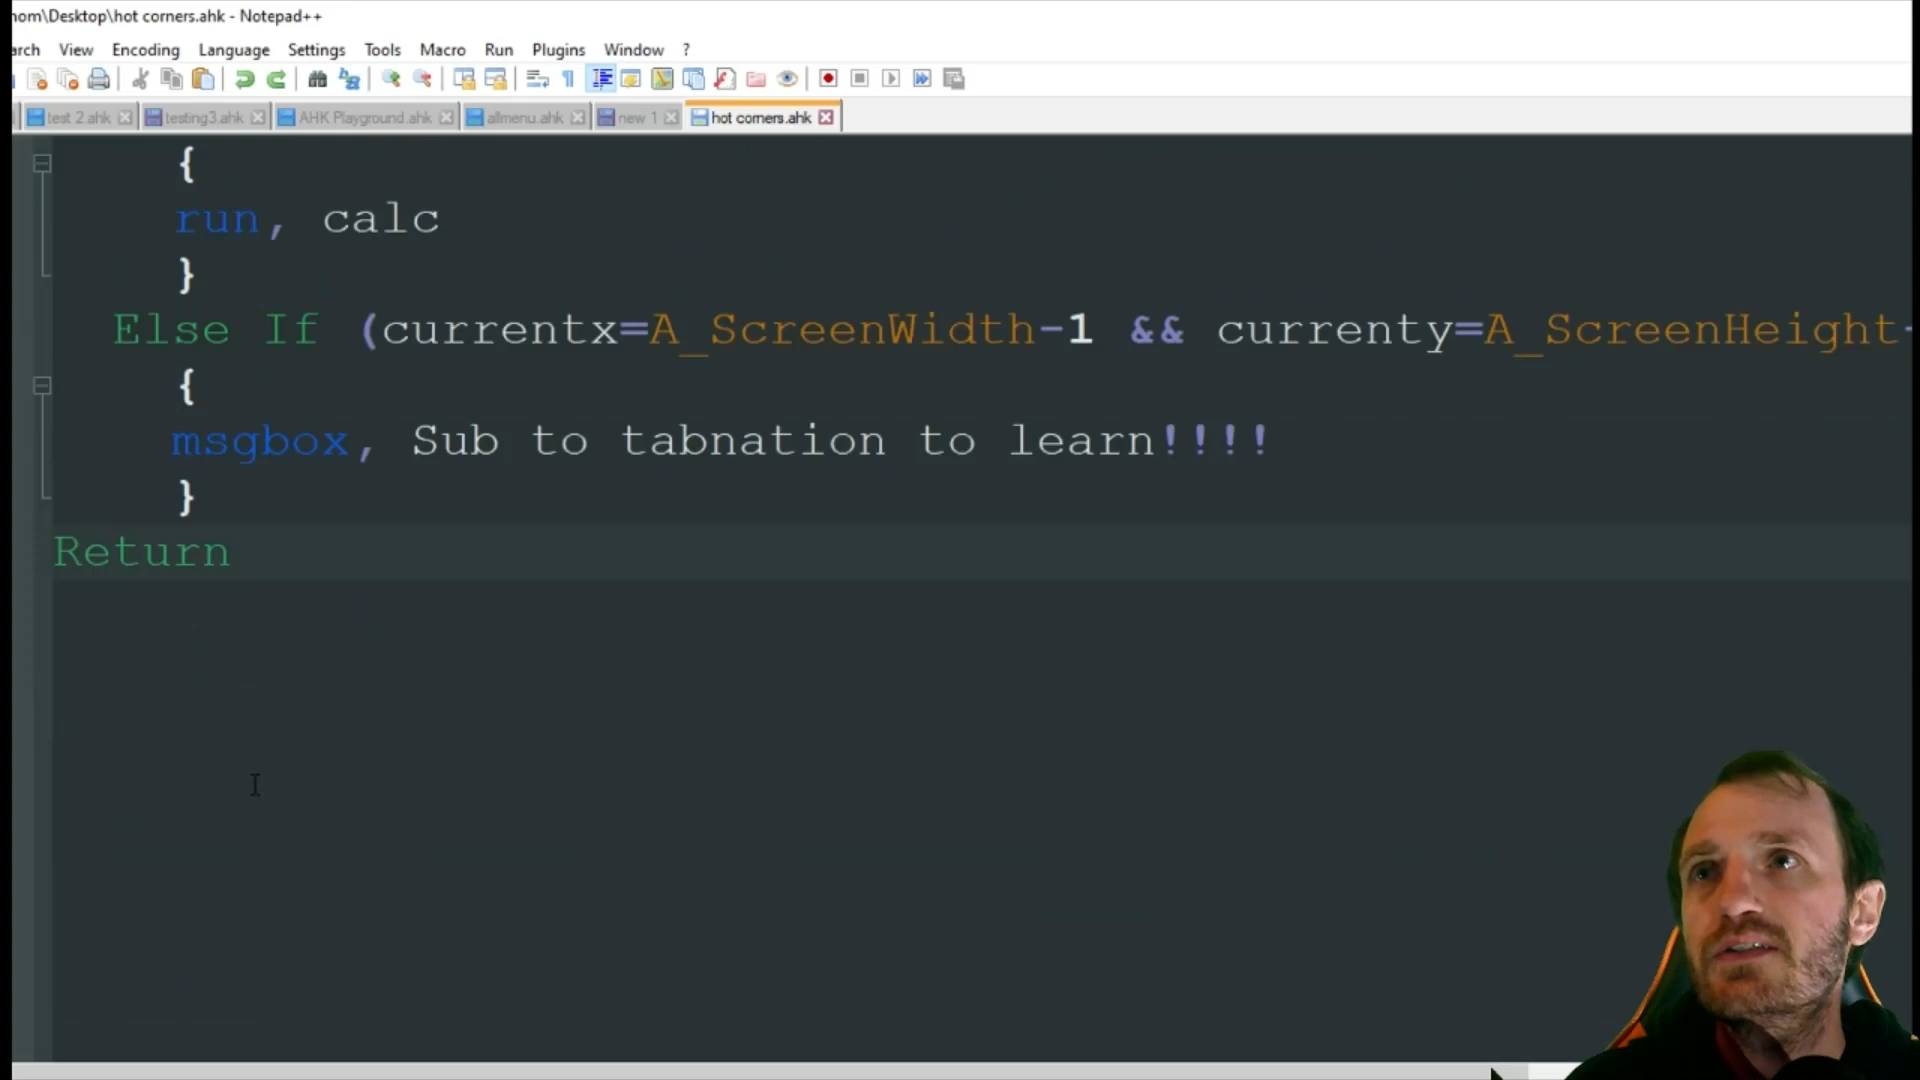 nom\Desktop\hot corners.ahk - Notepad++
arch View Encoding Language Settings Tools Macro Run Plugins Window ?
test 2.ahk testing3.ahk AHK Playground.ahk allmenu.ahk new 1 hot corners.ahk
{
run, calc
}
Else If (currentx=A_ScreenWidth-1 && currenty=A_ScreenHeight-
{
msgbox, Sub to tabnation to learn!!!!
}
Return